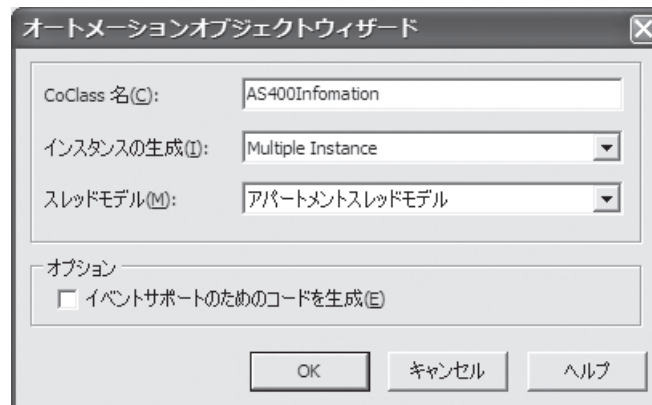 オートメーションオブジェクトウィザード
CoClass 名(C): AS400Infomation
インスタンスの生成(I): Multiple Instance
スレッドモデル(M): アパートメントスレッドモデル
オプション
イベントサポートのためのコードを生成(E)
OK キャンセル ヘルプ